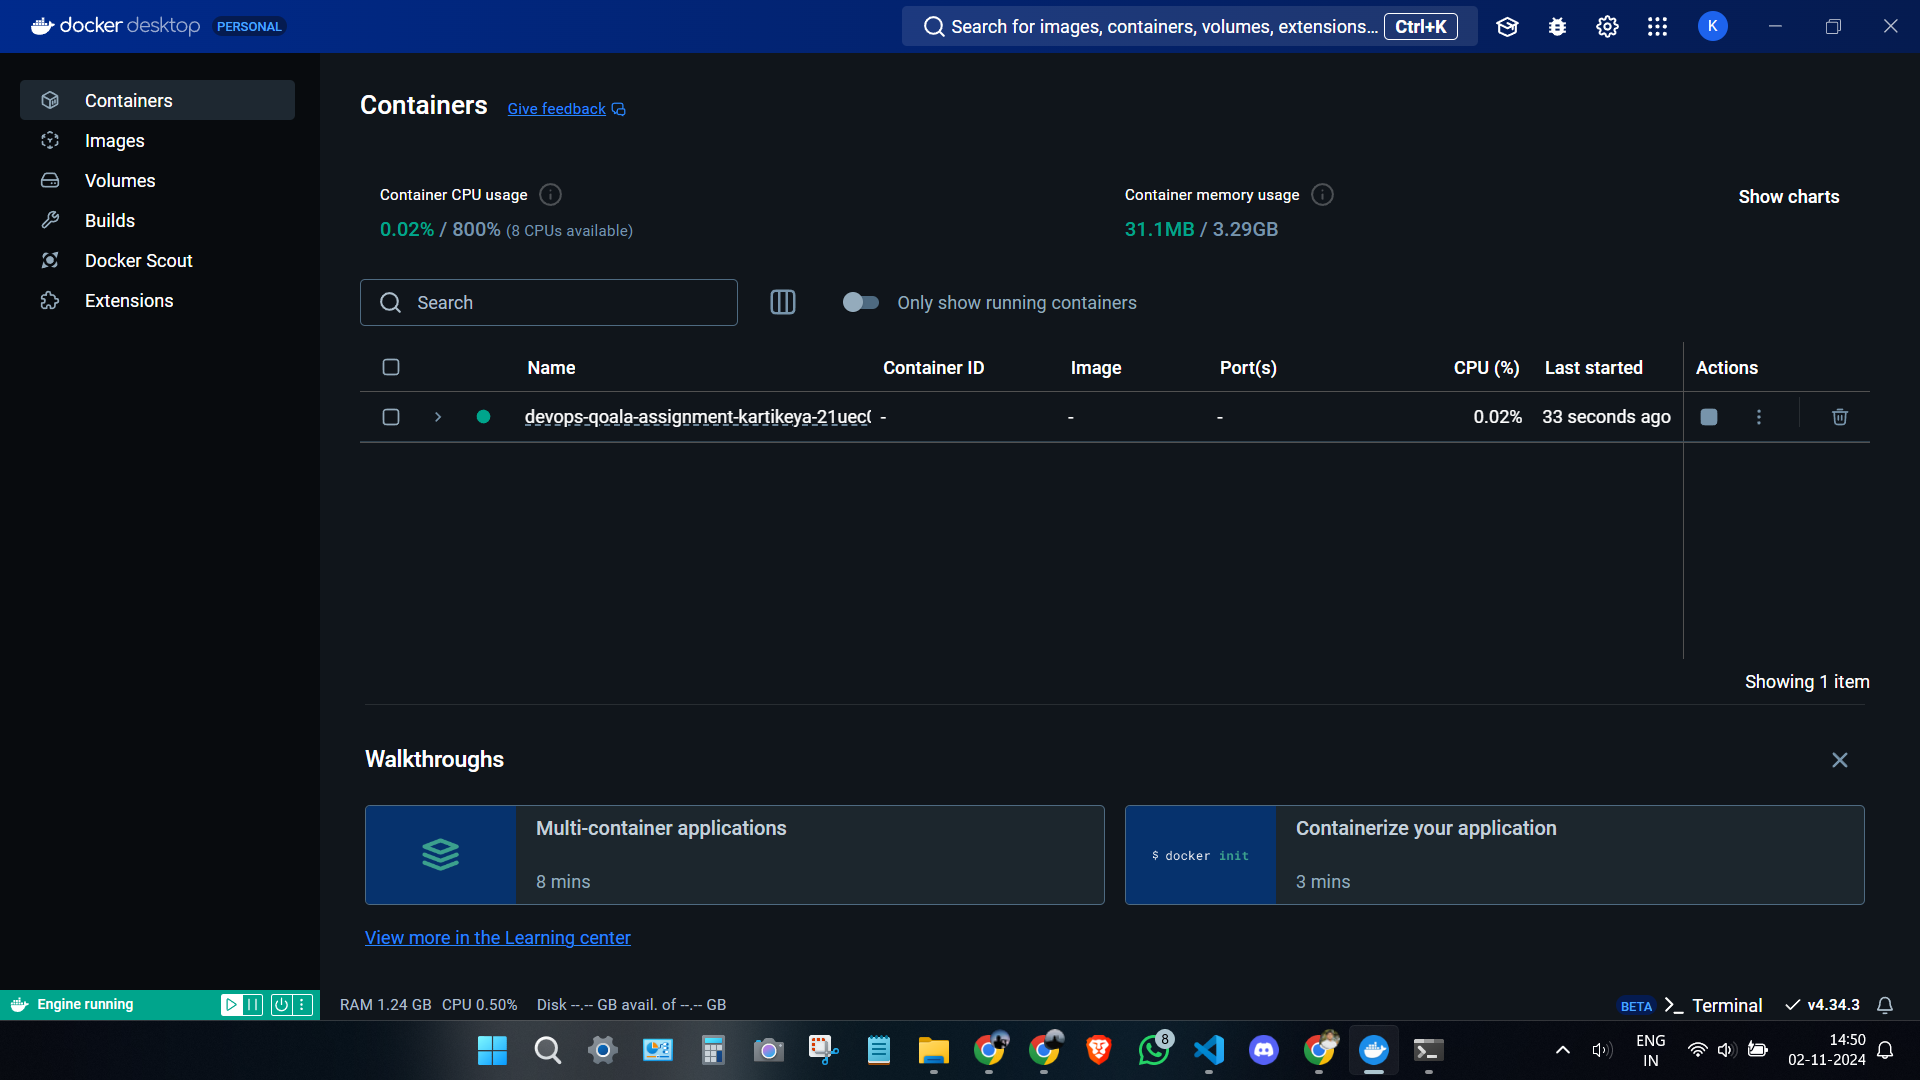 docker desktop PERSONAL
Search for images, containers, volumes, extensions... Ctrl+K
K
Containers
Images
Volumes
Builds
Docker Scout
Extensions
Containers Give feedback
Container CPU usage
0.02% / 800% (8 CPUs available)
Container memory usage
31.1MB / 3.29GB
Show charts
Search
Only show running containers
Name Container ID Image Port(s) CPU (%) Last started Actions
devops-qoala-assignment-kartikeya-21uec - - - 0.02% 33 seconds ago
Showing 1 item
Walkthroughs
Multi-container applications
8 mins
$ docker init
Containerize your application
3 mins
View more in the Learning center
Engine running
RAM 1.24 GB CPU 0.50% Disk --.-- GB avail. of --.-- GB
BETA >_ Terminal v4.34.3
8
ENG
IN
14:50
02-11-2024